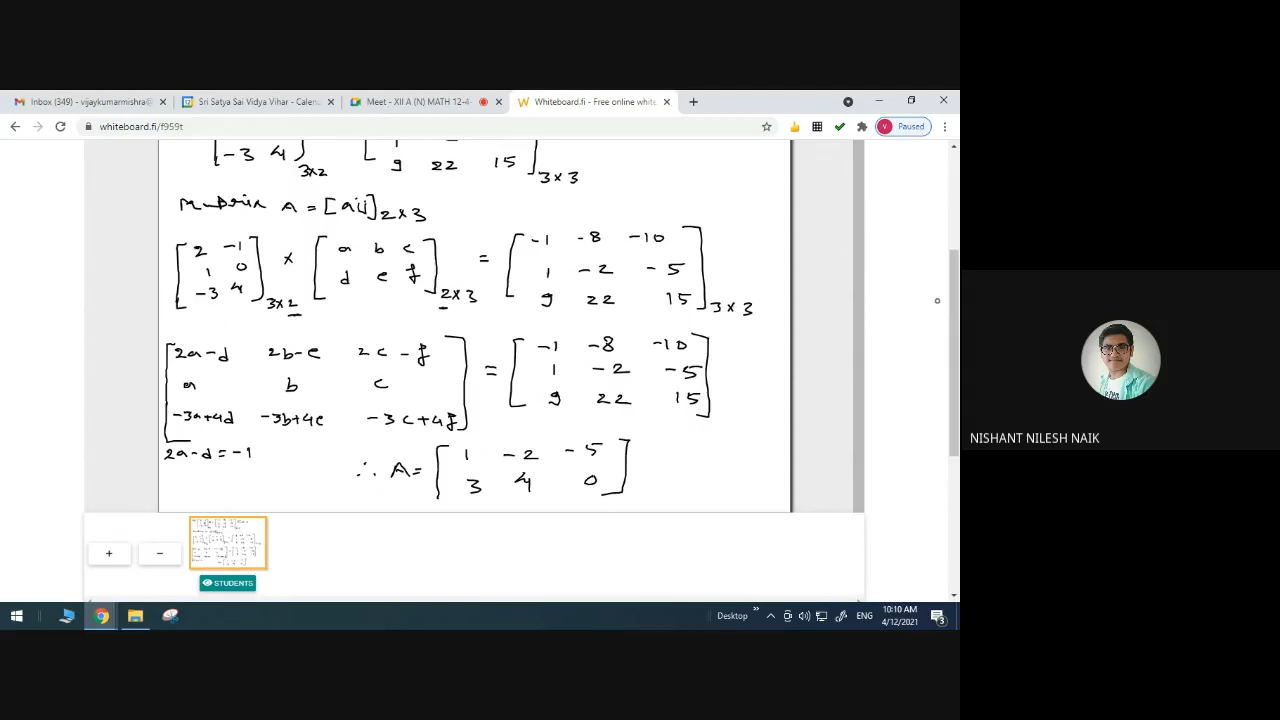 Inbox (349) - vijaykumarmishra@
Sri Satya Sai Vidya Vihar - Calen
Meet - XII A (N) MATH 12-4-
Whiteboard.fi - Free online white
whiteboard.fi/f959t
Paused
-3 4 3x2 9 22 15 3x3
A = [aij] 2x3
2 -1 a b c -1 -8 -10
1 0 × d e f = 1 -2 -5
-3 4 3x2 2x3 9 22 15 3x3
2a-d 2b-e 2c-f -1 -8 -10
a b c = 1 -2 -5
-3a+4d -3b+4e -3c+4f 9 22 15
2a-d=-1 ∴ A= 1 -2 -5
3 4 0
STUDENTS
NISHANT NILESH NAIK
Desktop
ENG
10:10 AM
4/12/2021
3